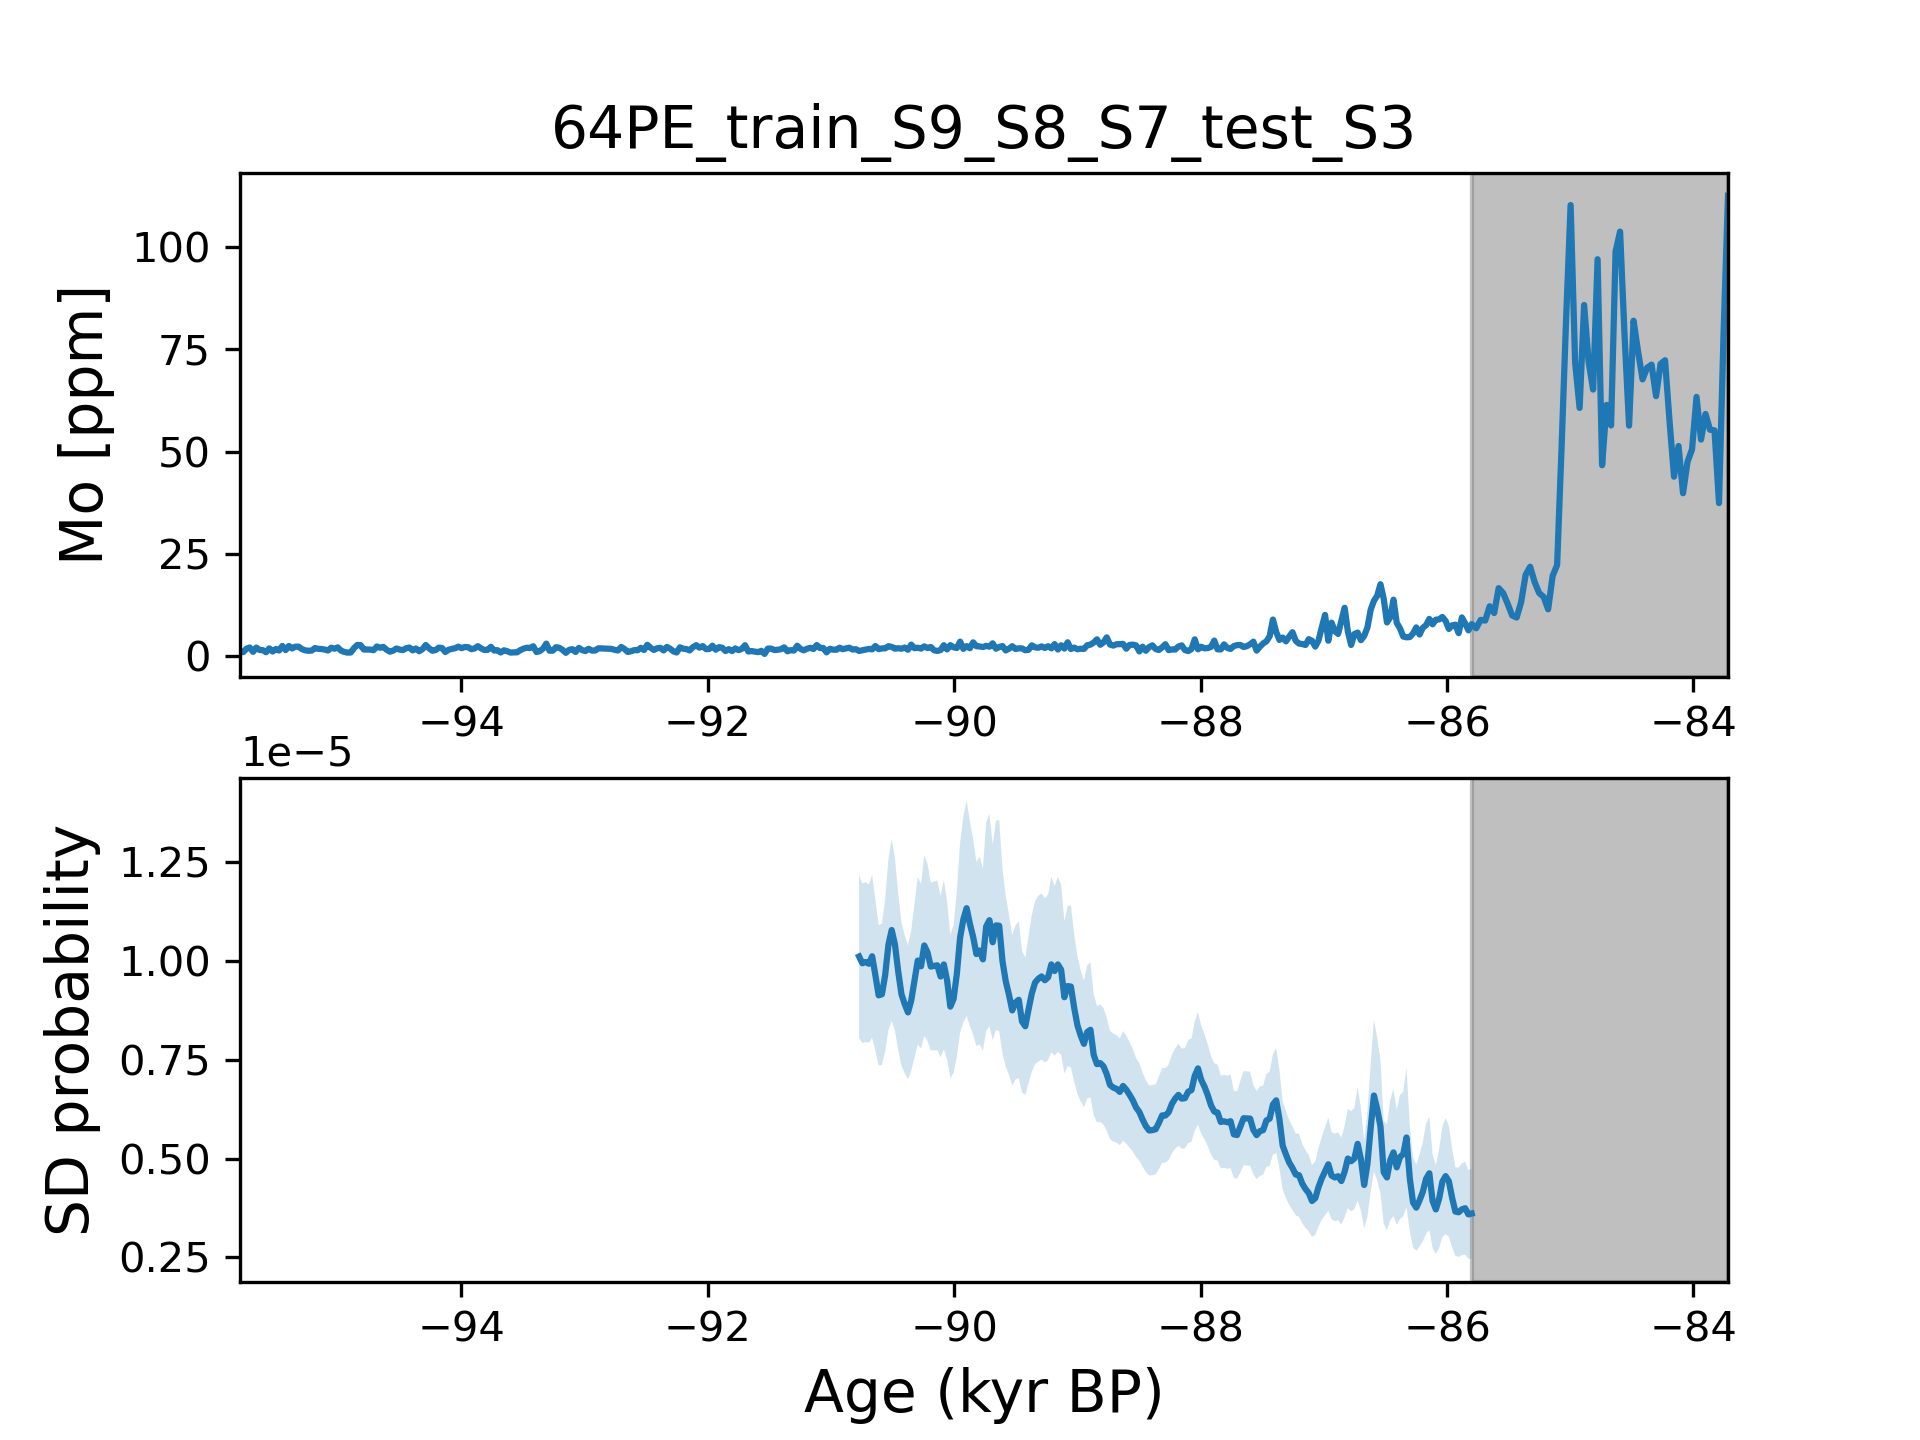 64PE_train_S9_S8_S7_test_S3
Mo [ppm]
100
75
50
25
0
−94 −92 −90 −88 −86 −84
1e−5
SD probability
1.25
1.00
0.75
0.50
0.25
−94 −92 −90 −88 −86 −84
Age (kyr BP)